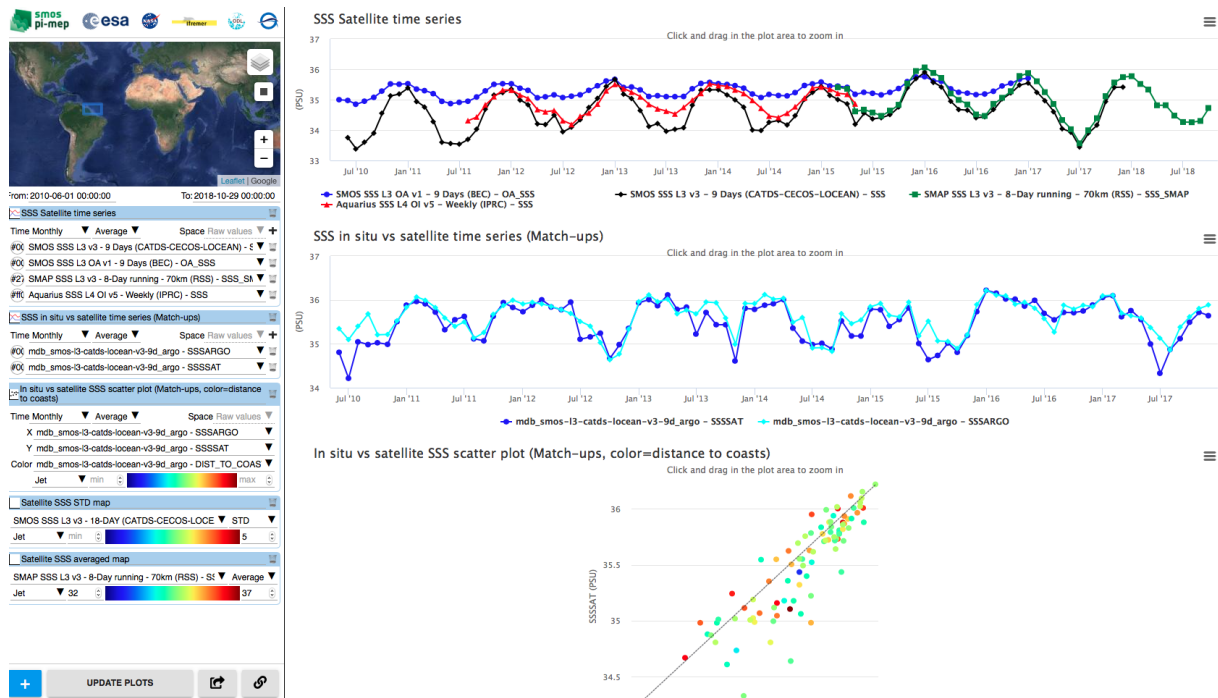 smos
pi-mep
esa
NASA
ifremer
ODL
+
−
Leaflet | Google
From: 2010-06-01 00:00:00 To: 2018-10-29 00:00:00
SSS Satellite time series
Time Monthly ▼ Average ▼ Space Raw values ▼ +
#0( SMOS SSS L3 v3 - 9 Days (CATDS-CECOS-LOCEAN) - S ▼
#0( SMOS SSS L3 OA v1 - 9 Days (BEC) - OA_SSS ▼
#2( SMAP SSS L3 v3 - 8-Day running - 70km (RSS) - SSS_SM ▼
#ff( Aquarius SSS L4 OI v5 - Weekly (IPRC) - SSS ▼
SSS in situ vs satellite time series (Match-ups)
Time Monthly ▼ Average ▼ Space Raw values ▼ +
#0( mdb_smos-l3-catds-locean-v3-9d_argo - SSSARGO ▼
#0( mdb_smos-l3-catds-locean-v3-9d_argo - SSSSAT ▼
In situ vs satellite SSS scatter plot (Match-ups, color=distance
to coasts)
Time Monthly ▼ Average ▼ Space Raw values ▼
X mdb_smos-l3-catds-locean-v3-9d_argo - SSSARGO ▼
Y mdb_smos-l3-catds-locean-v3-9d_argo - SSSSAT ▼
Color mdb_smos-l3-catds-locean-v3-9d_argo - DIST_TO_COAS ▼
Jet ▼ min max
Satellite SSS STD map
SMOS SSS L3 v3 - 18-DAY (CATDS-CECOS-LOCE ▼ STD ▼
Jet ▼ min 5
Satellite SSS averaged map
SMAP SSS L3 v3 - 8-Day running - 70km (RSS) - SS ▼ Average ▼
Jet ▼ 32 37
+ UPDATE PLOTS
SSS Satellite time series
Click and drag in the plot area to zoom in
37
36
35
34
33
(PSU)
Jul '10 Jan '11 Jul '11 Jan '12 Jul '12 Jan '13 Jul '13 Jan '14 Jul '14 Jan '15 Jul '15 Jan '16 Jul '16 Jan '17 Jul '17 Jan '18 Jul '18
SMOS SSS L3 OA v1 - 9 Days (BEC) - OA_SSS SMOS SSS L3 v3 - 9 Days (CATDS-CECOS-LOCEAN) - SSS SMAP SSS L3 v3 - 8-Day running - 70km (RSS) - SSS_SMAP
Aquarius SSS L4 OI v5 - Weekly (IPRC) - SSS
SSS in situ vs satellite time series (Match-ups)
Click and drag in the plot area to zoom in
37
36
35
34
(PSU)
Jul '10 Jan '11 Jul '11 Jan '12 Jul '12 Jan '13 Jul '13 Jan '14 Jul '14 Jan '15 Jul '15 Jan '16 Jul '16 Jan '17 Jul '17
mdb_smos-l3-catds-locean-v3-9d_argo - SSSSAT mdb_smos-l3-catds-locean-v3-9d_argo - SSSARGO
In situ vs satellite SSS scatter plot (Match-ups, color=distance to coasts)
Click and drag in the plot area to zoom in
36
35.5
35
34.5
SSSSAT (PSU)